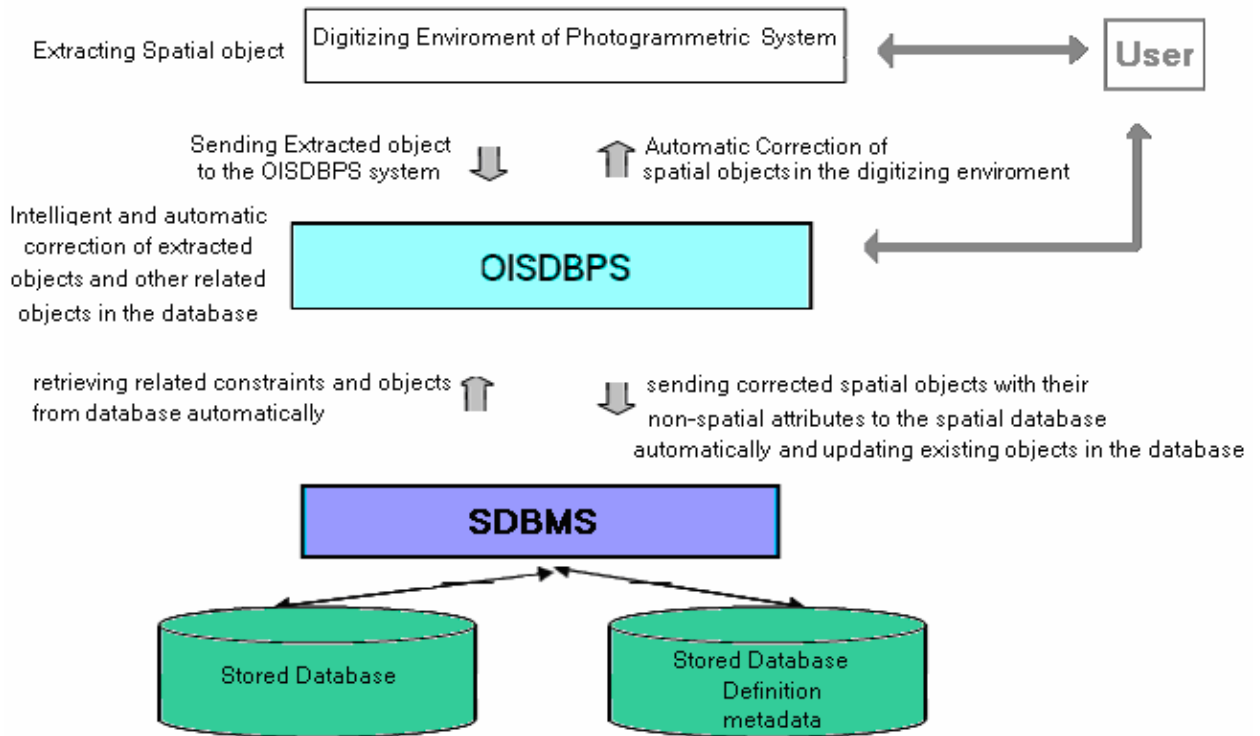 Extracting Spatial object
Digitizing Enviroment of Photogrammetric System
User
Sending Extracted object
to the OISDBPS system
Automatic Correction of
spatial objects in the digitizing enviroment
Intelligent and automatic
correction of extracted
objects and other related
objects in the database
OISDBPS
retrieving related constraints and objects
from database automatically
sending corrected spatial objects with their
non-spatial attributes to the spatial database
automatically and updating existing objects in the database
SDBMS
Stored Database
Stored Database
Definition
metadata